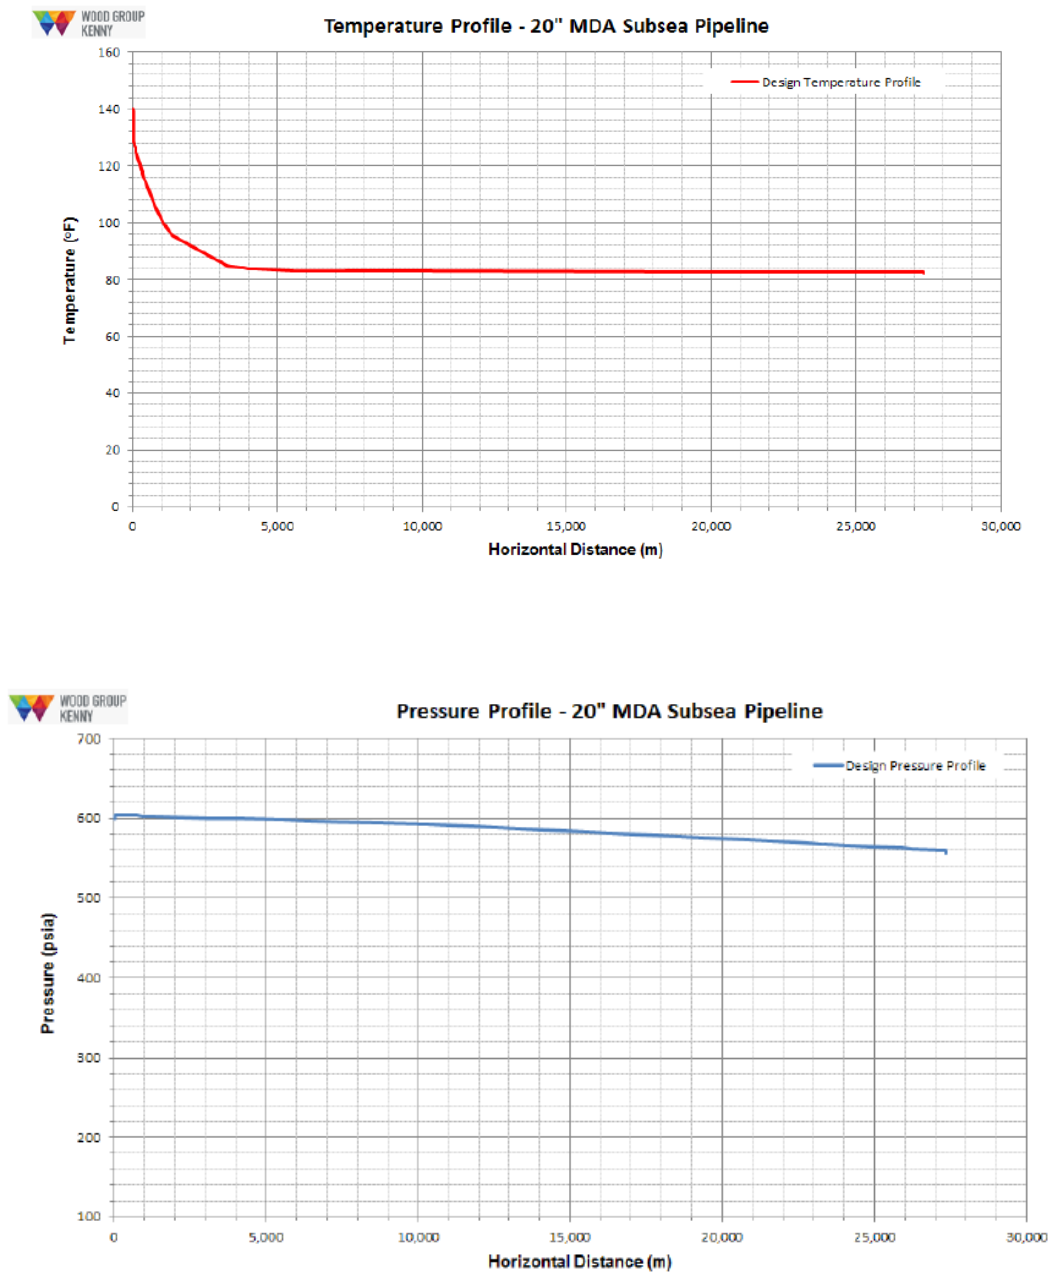 WOOD GROUP
KENNY
Temperature Profile - 20" MDA Subsea Pipeline
160
140
120
100
80
60
40
20
0
Temperature (°F)
Design Temperature Profile
0 5,000 10,000 15,000 20,000 25,000 30,000
Horizontal Distance (m)
WOOD GROUP
KENNY
Pressure Profile - 20" MDA Subsea Pipeline
700
600
500
400
300
200
100
Pressure (psia)
Design Pressure Profile
0 5,000 10,000 15,000 20,000 25,000 30,000
Horizontal Distance (m)